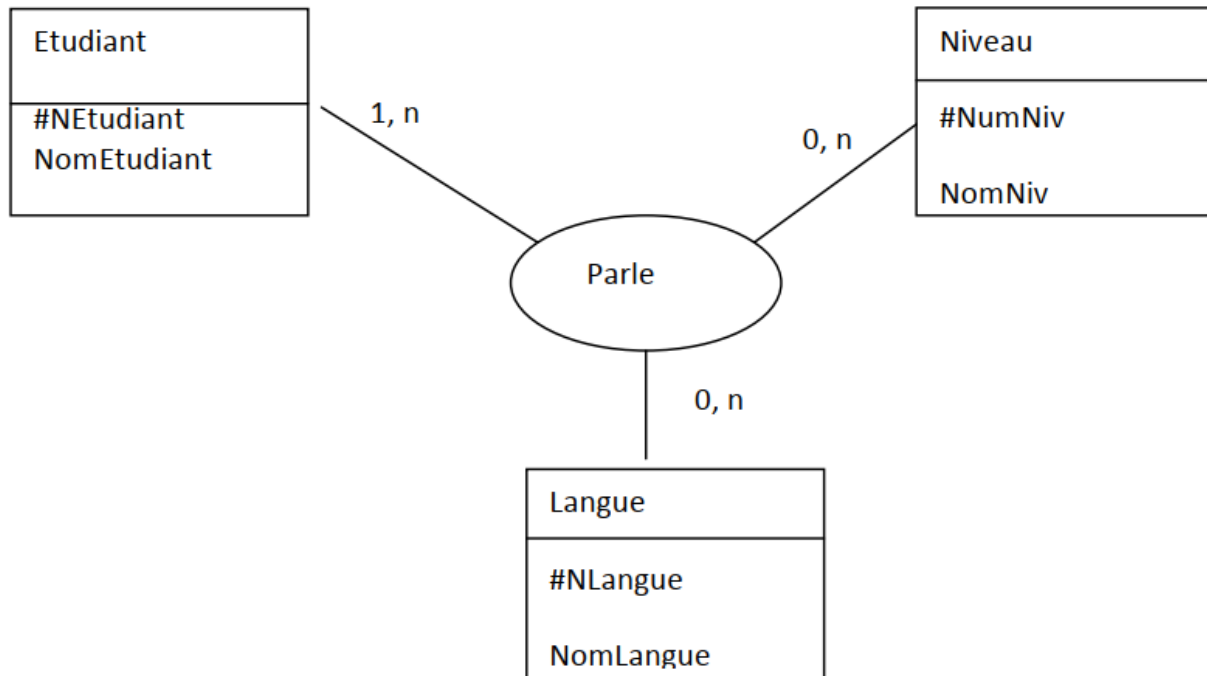 Etudiant
#NEtudiant
NomEtudiant
1, n
Niveau
#NumNiv
NomNiv
0, n
Parle
0, n
Langue
#NLangue
NomLangue